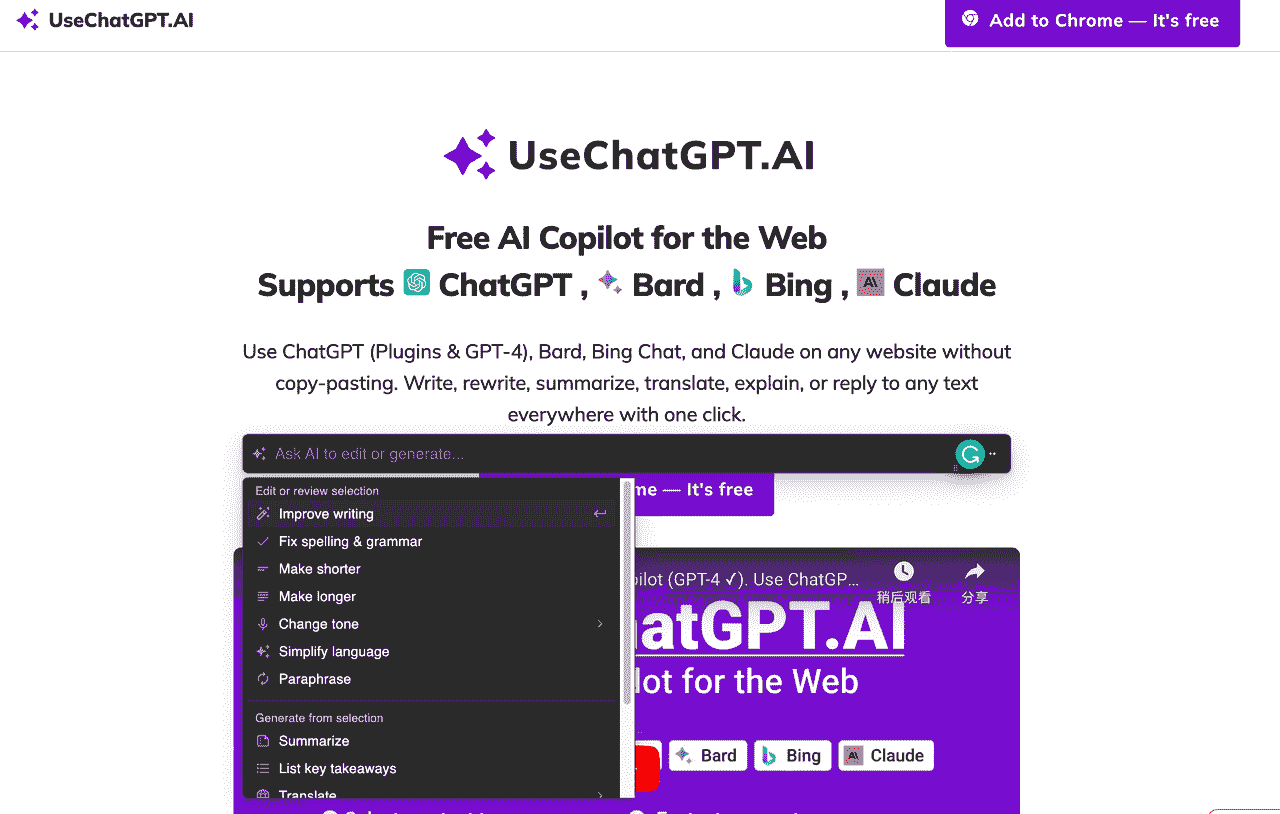 UseChatGPT.AI
Add to Chrome — It's free
UseChatGPT.AI
Free AI Copilot for the Web
Supports ChatGPT , Bard , Bing , Claude
Use ChatGPT (Plugins & GPT-4), Bard, Bing Chat, and Claude on any website without
copy-pasting. Write, rewrite, summarize, translate, explain, or reply to any text
everywhere with one click.
Ask AI to edit or generate...
me — It's free
Edit or review selection
Improve writing
Fix spelling & grammar
Make shorter
Make longer
Change tone
Simplify language
Paraphrase
Generate from selection
Summarize
List key takeaways
Translate
pilot (GPT-4 ✓). Use ChatGP...
稍后观看
分享
atGPT.AI
lot for the Web
Bard
Bing
Claude